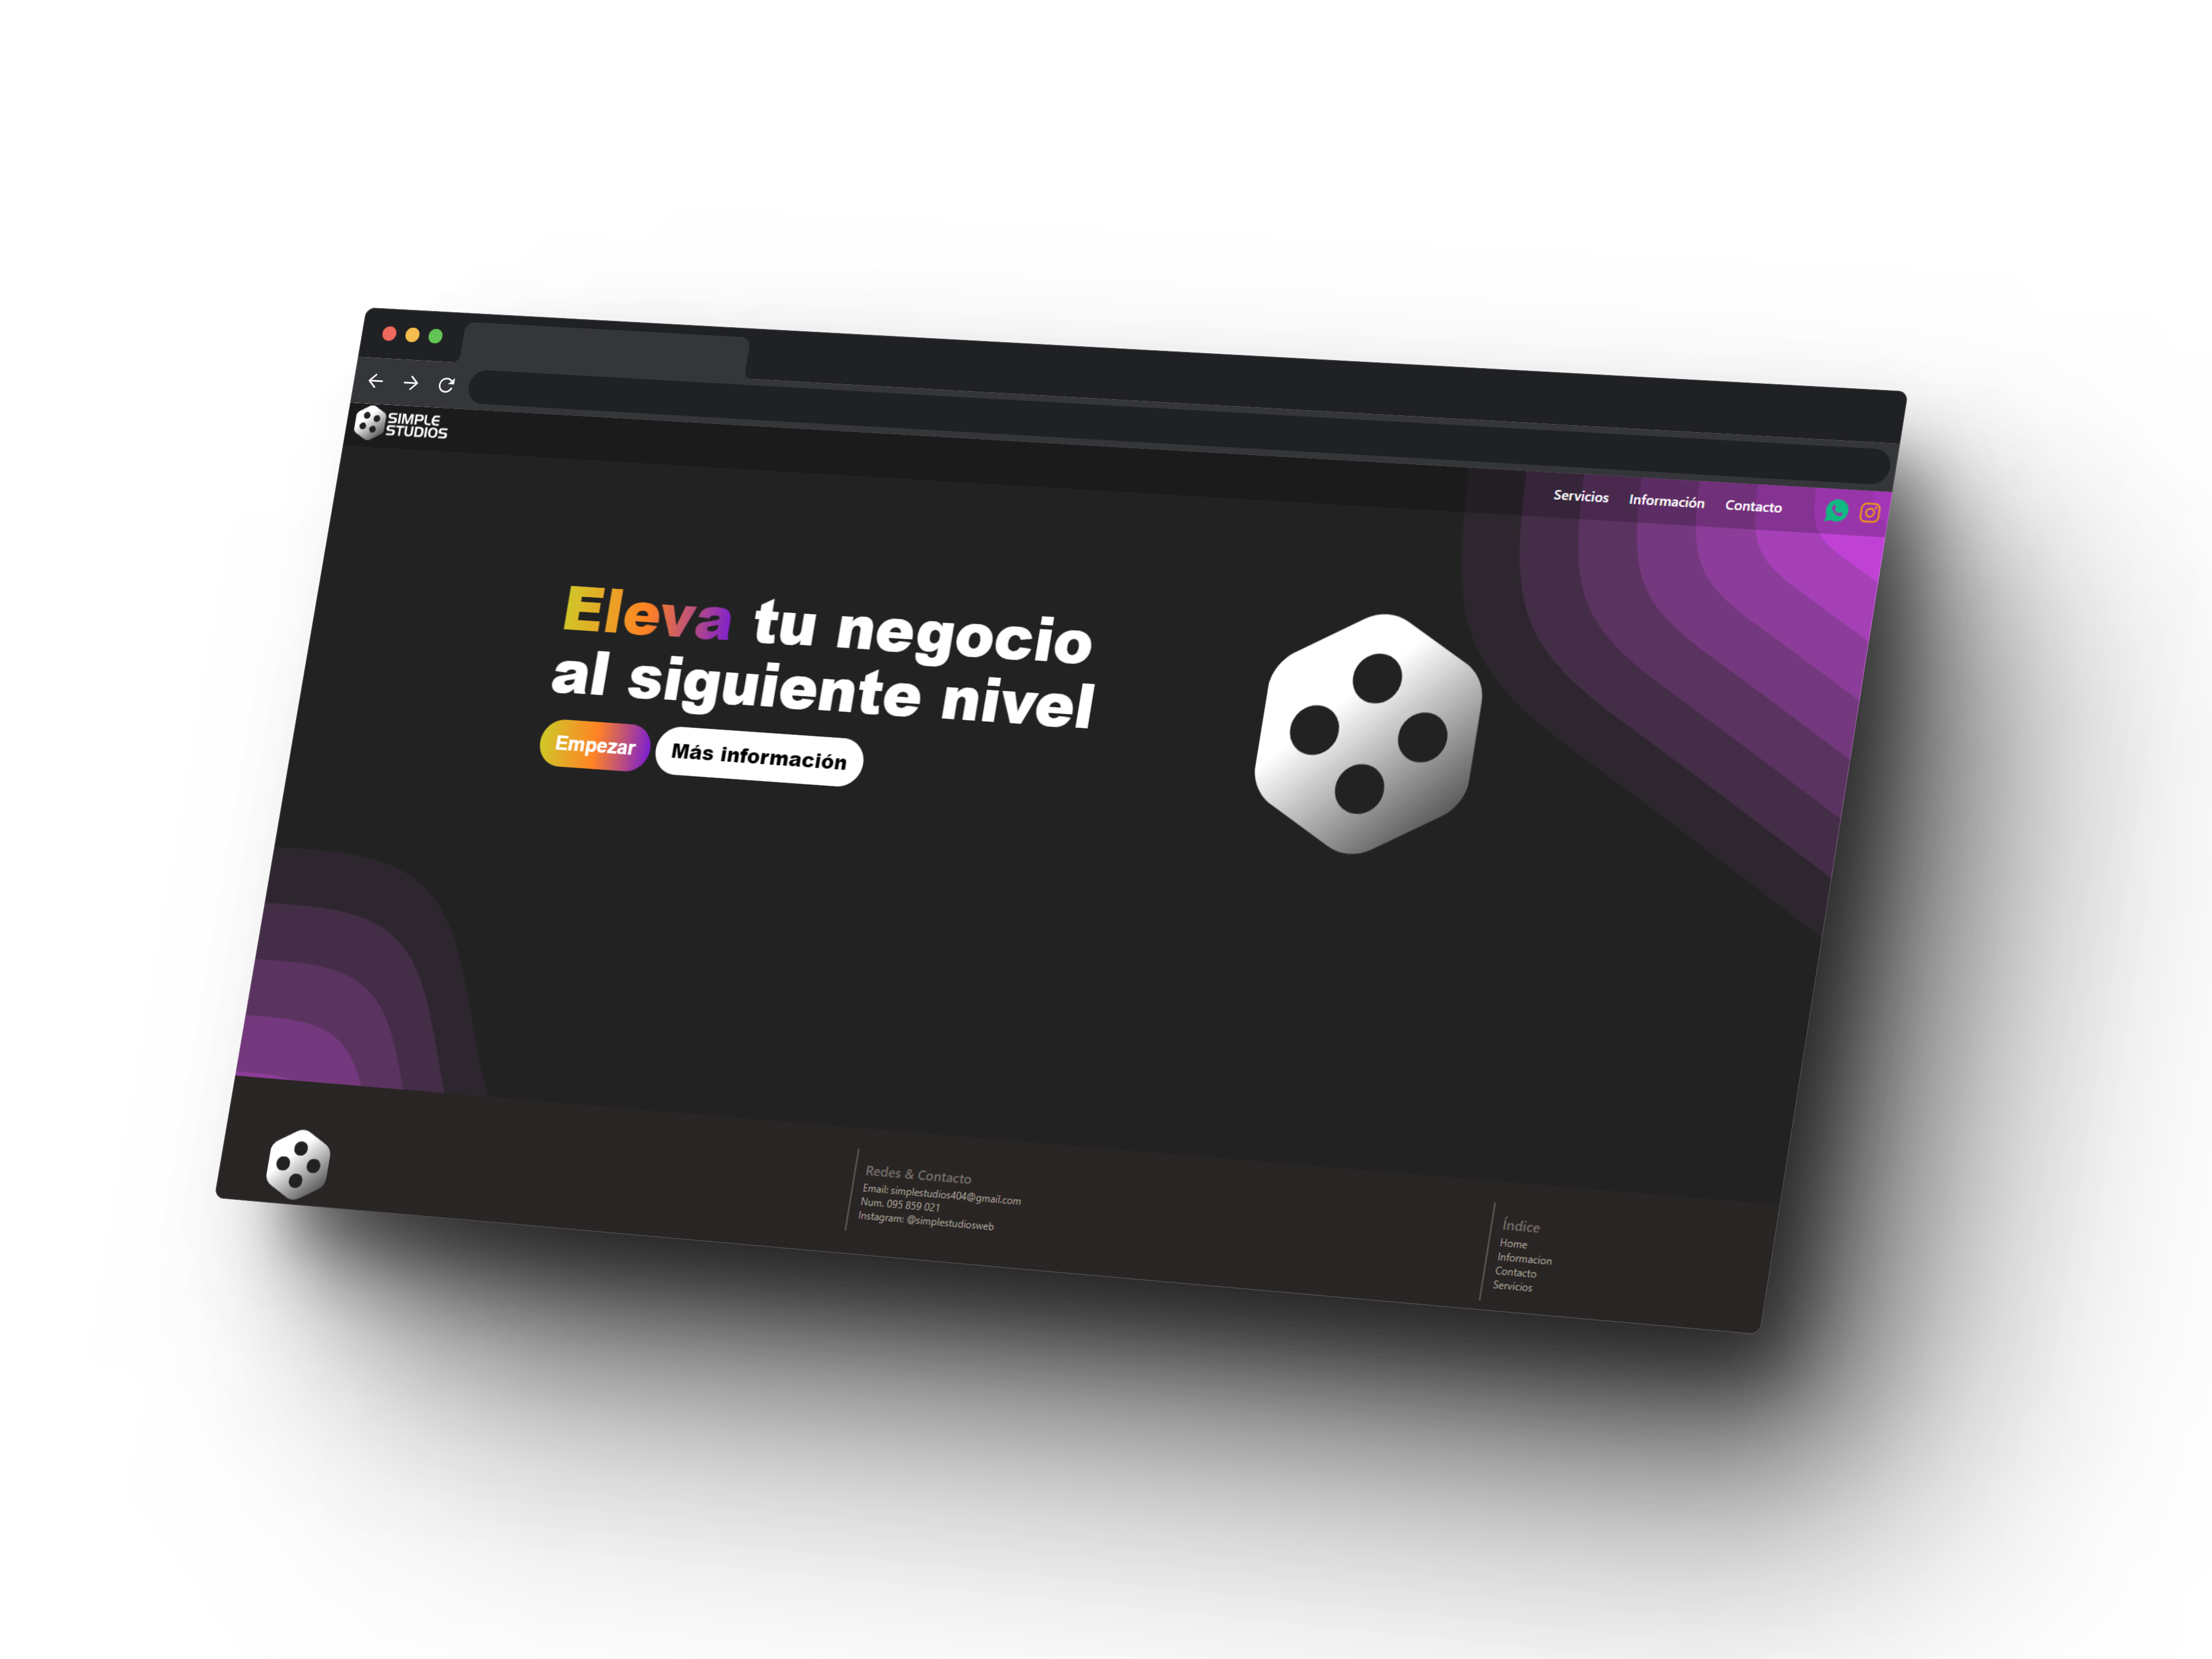 SIMPLE
STUDIOS
Servicios Información Contacto
Eleva tu negocio
al siguiente nivel
Empezar Más información
Redes & Contacto
Email: simplestudios404@gmail.com
Num. 095 859 021
Instagram: @simplestudiosweb
Índice
Home
Informacion
Contacto
Servicios